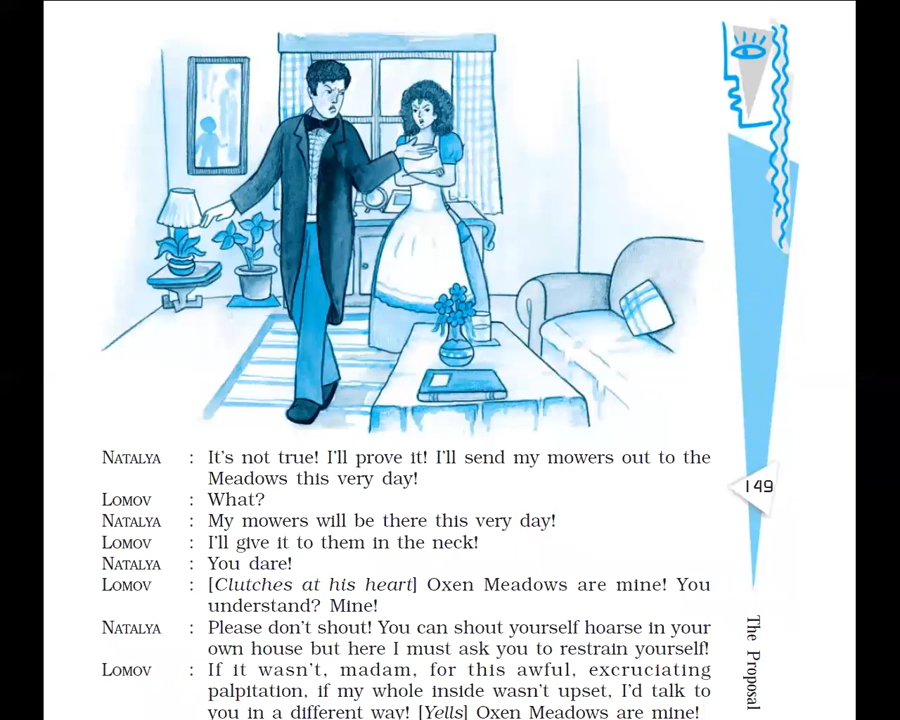 NATALYA : It's not true! I'll prove it! I'll send my mowers out to the
Meadows this very day!
LOMOV : What?
NATALYA : My mowers will be there this very day!
LOMOV : I'll give it to them in the neck!
NATALYA : You dare!
LOMOV : [Clutches at his heart] Oxen Meadows are mine! You
understand? Mine!
NATALYA : Please don't shout! You can shout yourself hoarse in your
own house but here I must ask you to restrain yourself!
LOMOV : If it wasn't, madam, for this awful, excruciating
palpitation, if my whole inside wasn't upset, I'd talk to
you in a different way! [Yells] Oxen Meadows are mine!
149
The Proposal